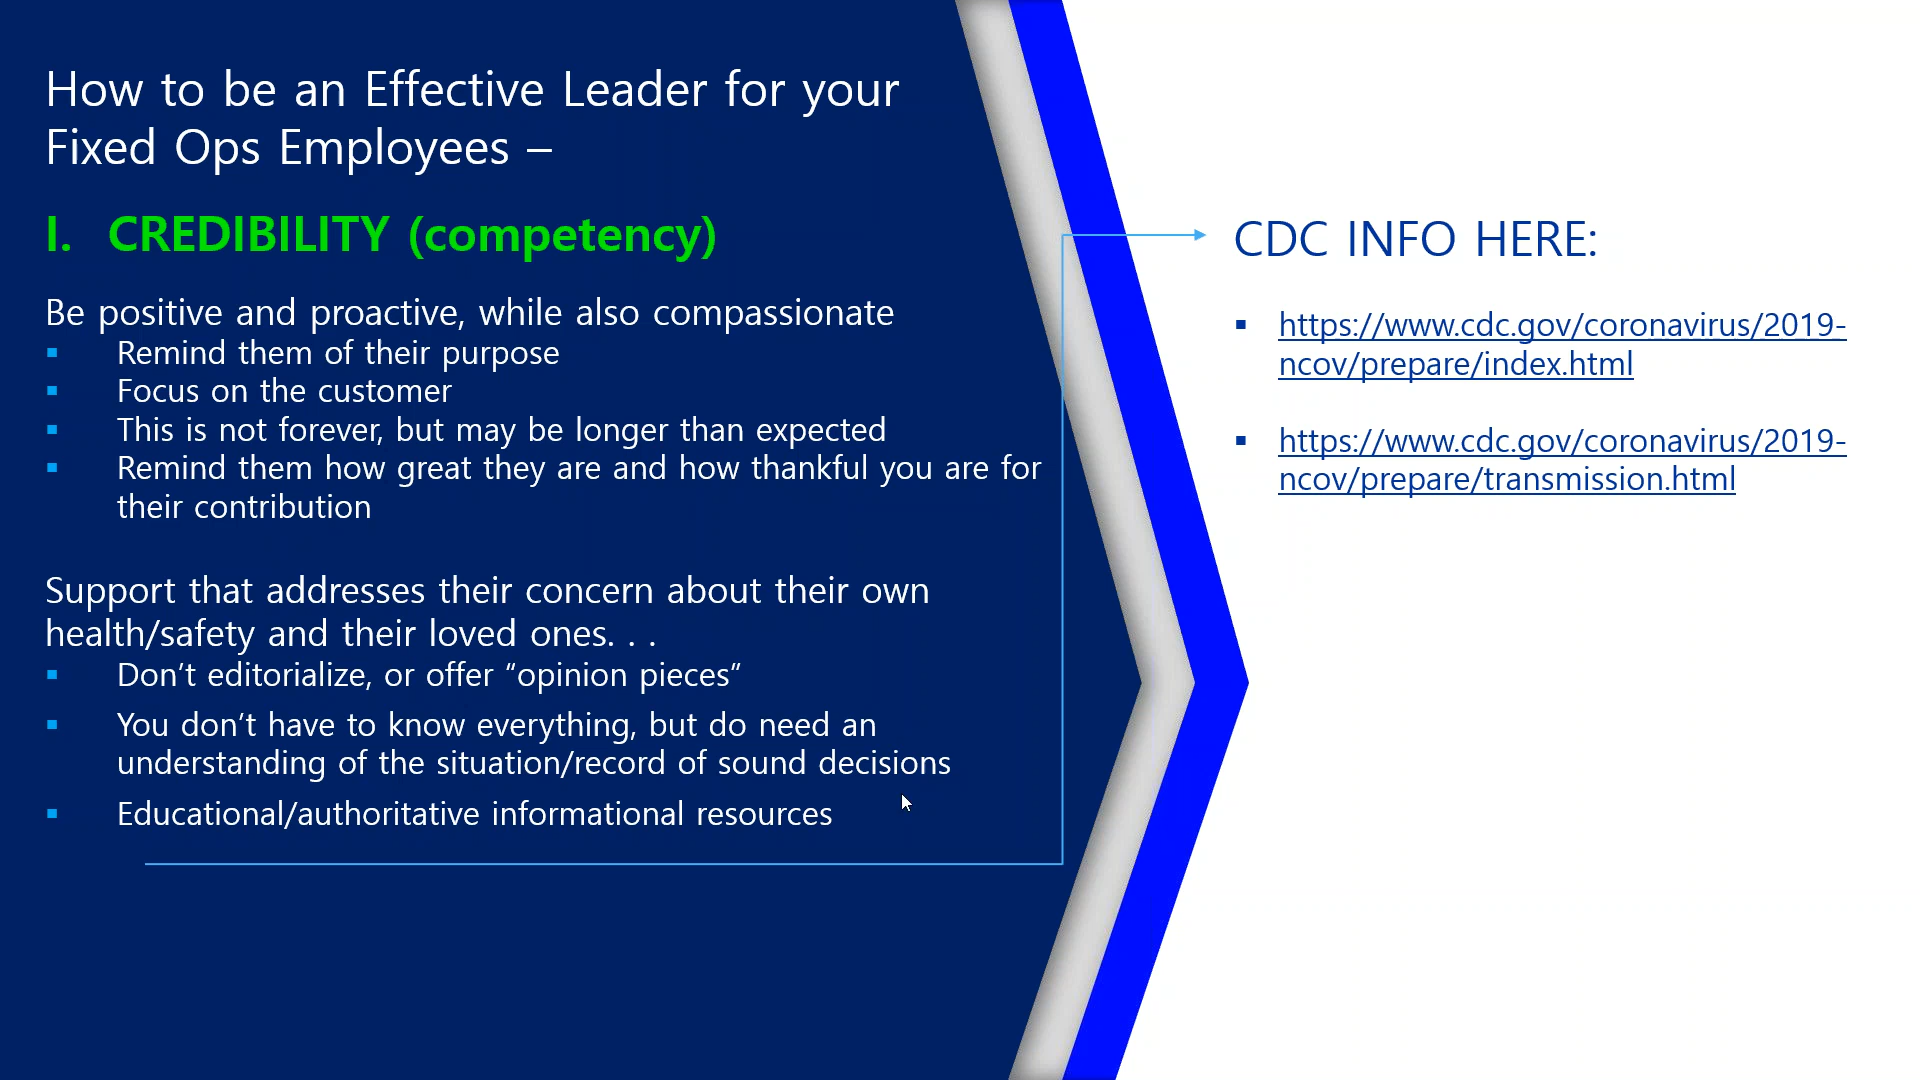 How to be an Effective Leader for your
Fixed Ops Employees –
I. CREDIBILITY (competency)
Be positive and proactive, while also compassionate
▪ Remind them of their purpose
▪ Focus on the customer
▪ This is not forever, but may be longer than expected
▪ Remind them how great they are and how thankful you are for
their contribution
Support that addresses their concern about their own
health/safety and their loved ones. . .
▪ Don’t editorialize, or offer “opinion pieces”
▪ You don’t have to know everything, but do need an
understanding of the situation/record of sound decisions
▪ Educational/authoritative informational resources
CDC INFO HERE:
▪ https://www.cdc.gov/coronavirus/2019-
ncov/prepare/index.html
▪ https://www.cdc.gov/coronavirus/2019-
ncov/prepare/transmission.html